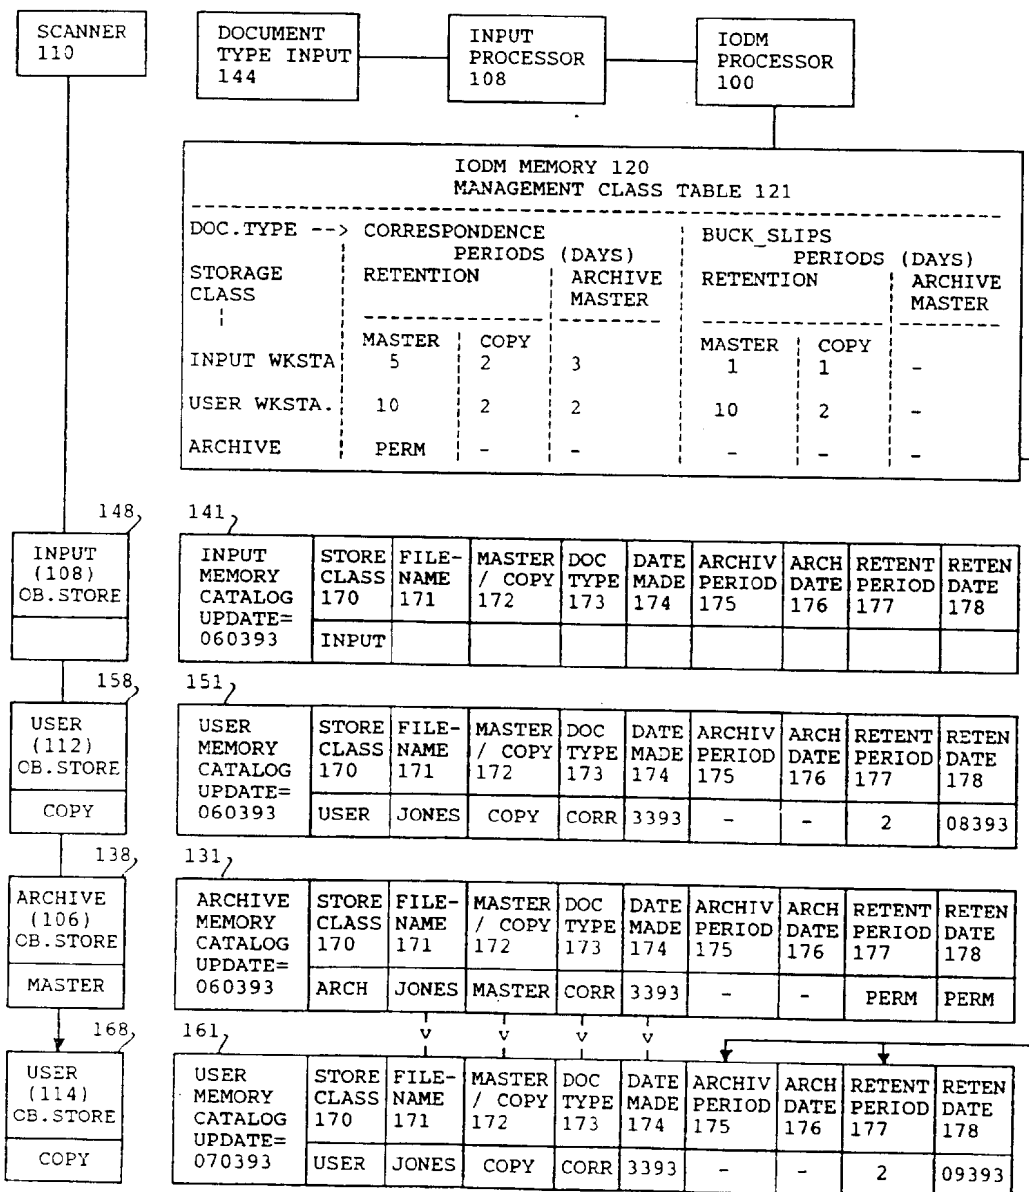 SCANNER
110
DOCUMENT
TYPE INPUT
144
INPUT
PROCESSOR
108
IODM
PROCESSOR
100
IODM MEMORY 120
MANAGEMENT CLASS TABLE 121
DOC.TYPE --> CORRESPONDENCE BUCK_SLIPS
PERIODS (DAYS) PERIODS (DAYS)
STORAGE RETENTION ARCHIVE RETENTION ARCHIVE
CLASS MASTER MASTER
MASTER COPY MASTER COPY
INPUT WKSTA 5 2 3 1 1 -
USER WKSTA. 10 2 2 10 2 -
ARCHIVE PERM - - - - -
148 141
INPUT
(108)
OB.STORE
INPUT STORE FILE- MASTER DOC DATE ARCHIV ARCH RETENT RETEN
MEMORY CLASS NAME / COPY TYPE MADE PERIOD DATE PERIOD DATE
CATALOG 170 171 172 173 174 175 176 177 178
UPDATE=
060393 INPUT
158 151
USER
(112)
OB.STORE
COPY
USER STORE FILE- MASTER DOC DATE ARCHIV ARCH RETENT RETEN
MEMORY CLASS NAME / COPY TYPE MADE PERIOD DATE PERIOD DATE
CATALOG 170 171 172 173 174 175 176 177 178
UPDATE=
060393 USER JONES COPY CORR 3393 - - 2 08393
138 131
ARCHIVE
(106)
OB.STORE
MASTER
ARCHIVE STORE FILE- MASTER DOC DATE ARCHIV ARCH RETENT RETEN
MEMORY CLASS NAME / COPY TYPE MADE PERIOD DATE PERIOD DATE
CATALOG 170 171 172 173 174 175 176 177 178
UPDATE=
060393 ARCH JONES MASTER CORR 3393 - - PERM PERM
168 161
USER
(114)
OB.STORE
COPY
USER STORE FILE- MASTER DOC DATE ARCHIV ARCH RETENT RETEN
MEMORY CLASS NAME / COPY TYPE MADE PERIOD DATE PERIOD DATE
CATALOG 170 171 172 173 174 175 176 177 178
UPDATE=
070393 USER JONES COPY CORR 3393 - - 2 09393